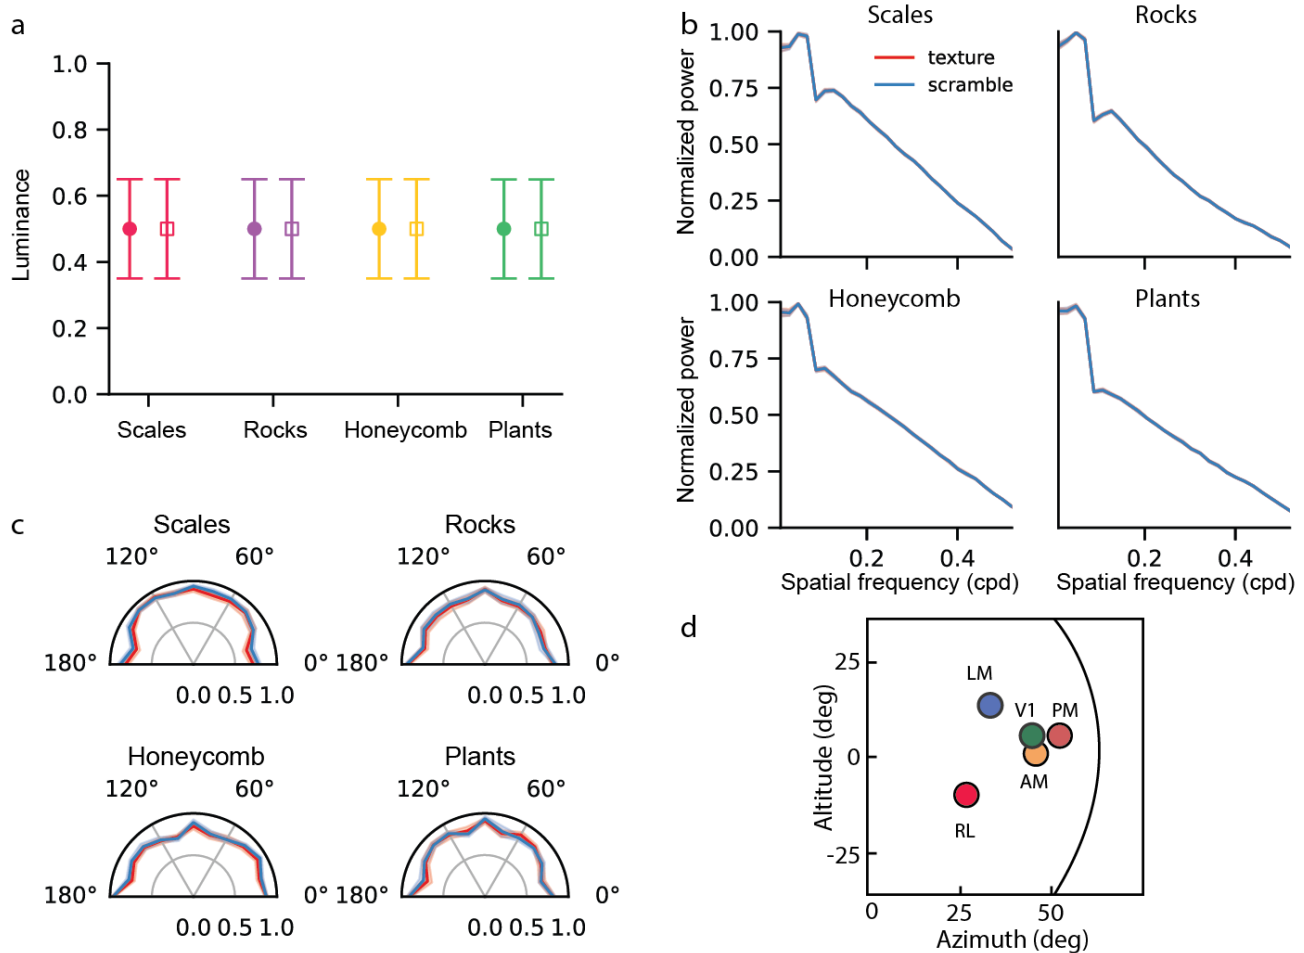 a
1.0
0.8
0.6
0.4
0.2
0.0
Luminance
Scales Rocks Honeycomb Plants
b
Scales Rocks
1.00
0.75
0.50
0.25
0.00
Normalized power
texture
scramble
0.2 0.4
Honeycomb Plants
1.00
0.75
0.50
0.25
0.00
Normalized power
0.2 0.4 0.2 0.4
Spatial frequency (cpd) Spatial frequency (cpd)
c
Scales Rocks
120° 60° 120° 60°
180° 0° 180° 0°
0.0 0.5 1.0 0.0 0.5 1.0
Honeycomb Plants
120° 60° 120° 60°
180° 0° 180° 0°
0.0 0.5 1.0 0.0 0.5 1.0
d
25
0
-25
Altitude (deg)
LM
V1 PM
AM
RL
0 25 50
Azimuth (deg)